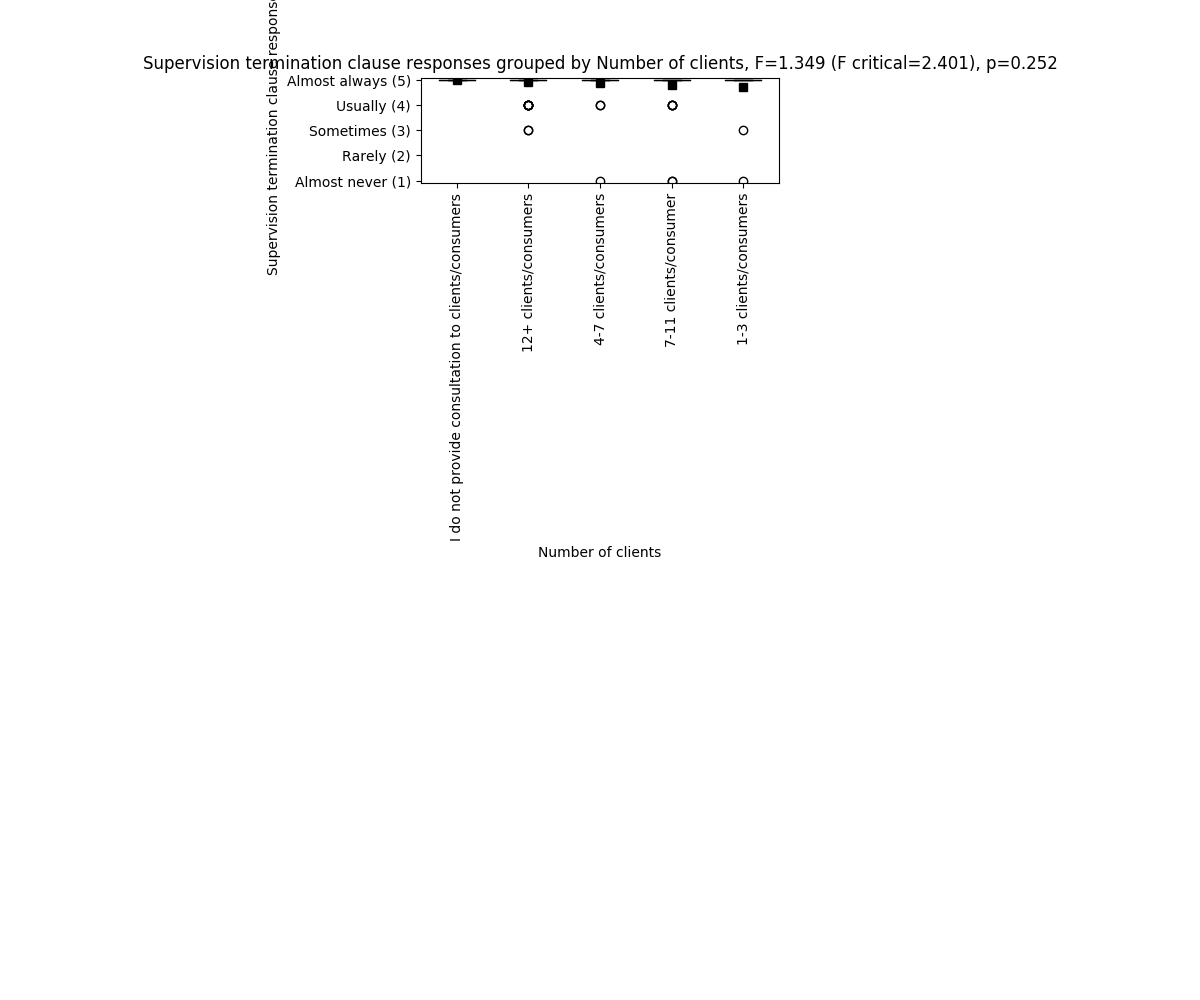 Supervision termination clause responses grouped by Number of clients, F=1.349 (F critical=2.401), p=0.252
Supervision termination clause response
Almost always (5)
Usually (4)
Sometimes (3)
Rarely (2)
Almost never (1)
I do not provide consultation to clients/consumers
12+ clients/consumers
4-7 clients/consumers
7-11 clients/consumer
1-3 clients/consumers
Number of clients